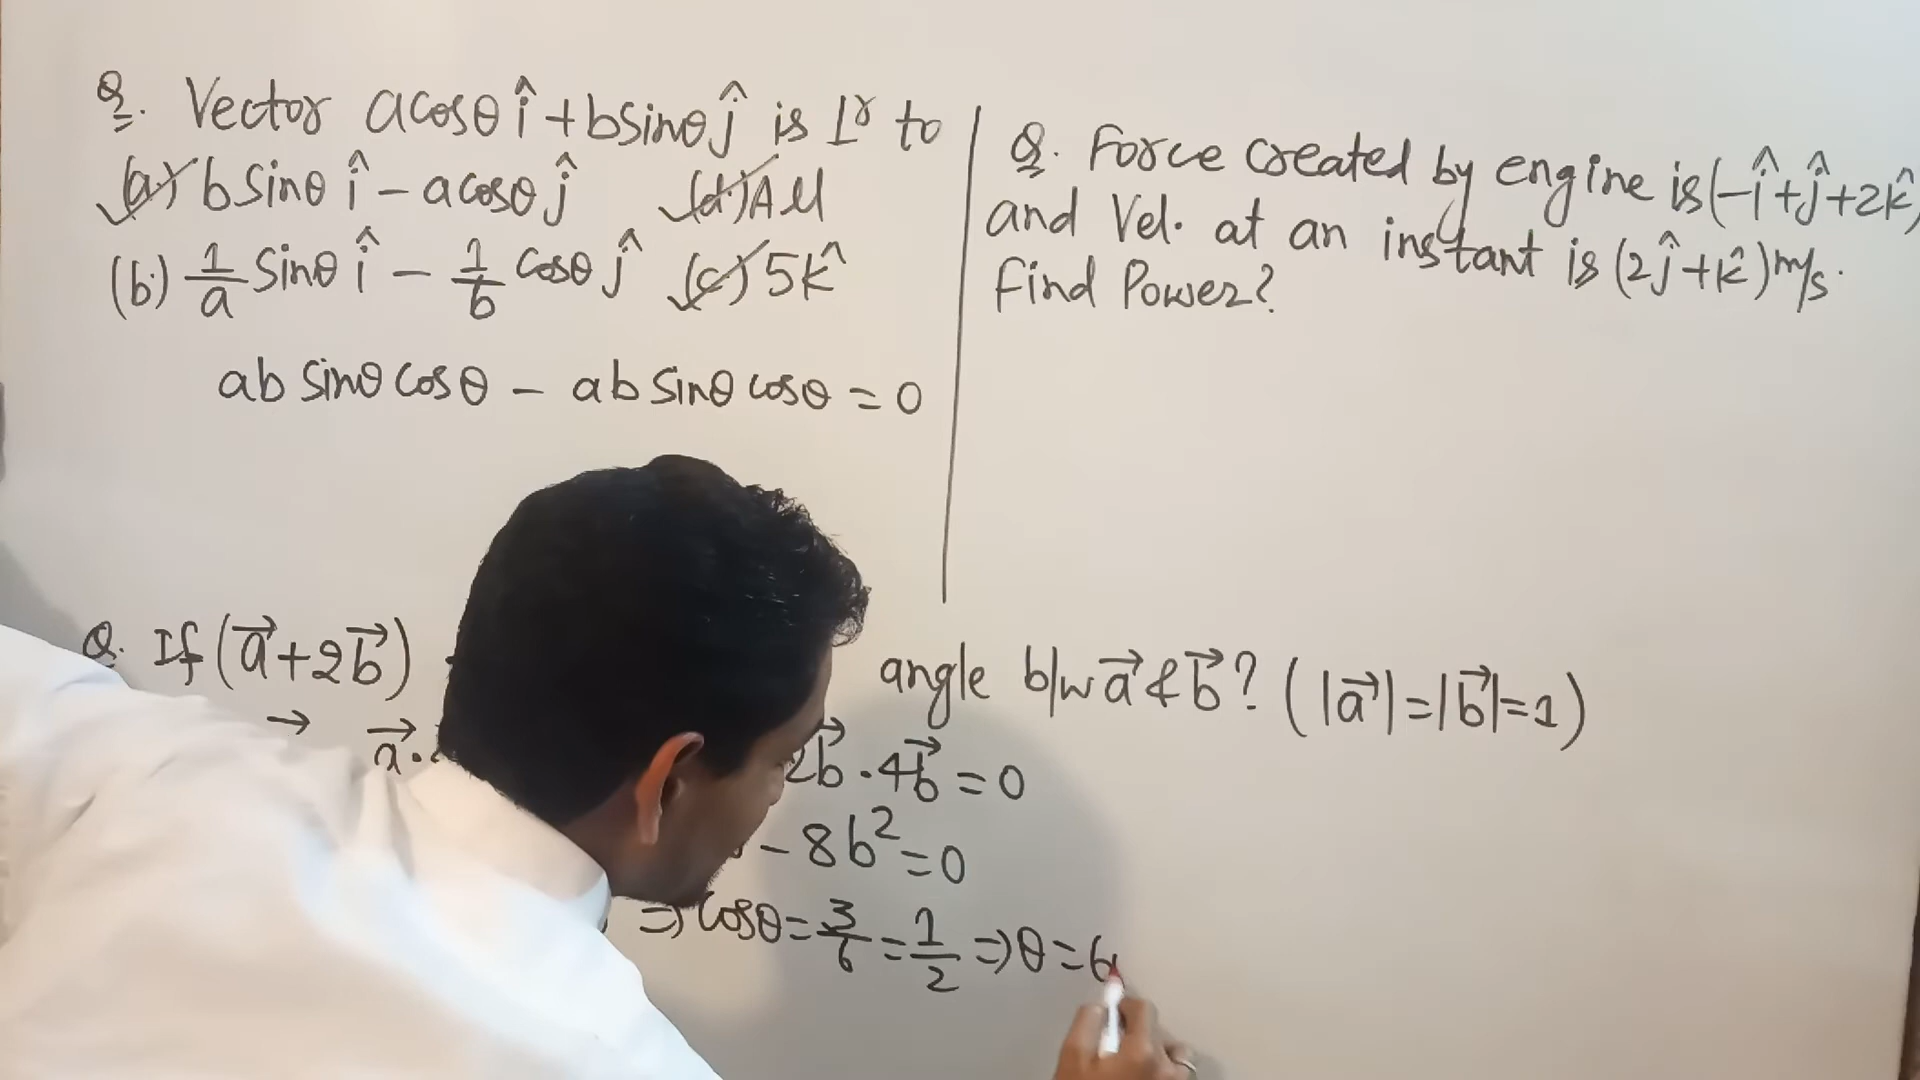 Q. Vector acosθ î + bsinθ ĵ is ⊥r to
(a) b sinθ î - a cosθ ĵ (d) All
(b) 1/a sinθ î - 1/b cosθ ĵ (c) 5k̂
ab sinθ cosθ - ab sinθ cosθ = 0
Q. Force created by engine is (-î + ĵ + 2k̂)
and Vel. at an instant is (2ĵ + k̂) m/s.
Find Power?
Q. If (a⃗ + 2b⃗) angle b/w a⃗ & b⃗ ? (|a⃗| = |b⃗| = 1)
a⃗ . 2b⃗ . 4b⃗ = 0
- 8b² = 0
⇒ cosθ = 3/6 = 1/2 ⇒ θ = 6